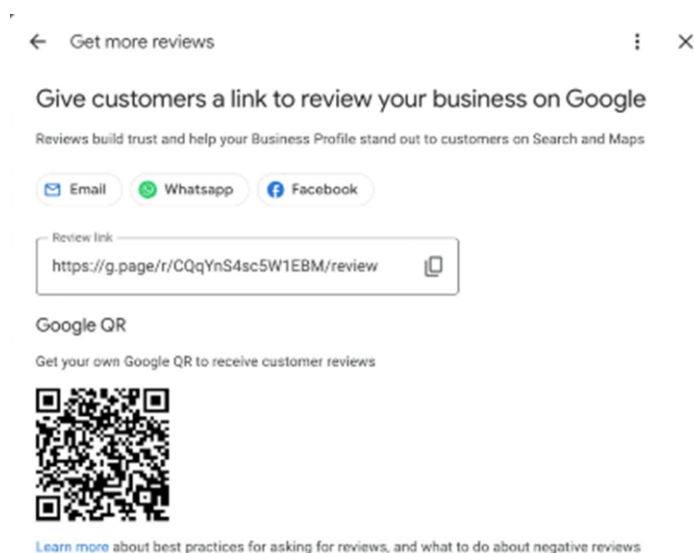 Get more reviews
Give customers a link to review your business on Google
Reviews build trust and help your Business Profile stand out to customers on Search and Maps
Email Whatsapp Facebook
Review link
https://g.page/r/CQqYnS4sc5W1EBM/review
Google QR
Get your own Google QR to receive customer reviews
Learn more about best practices for asking for reviews, and what to do about negative reviews